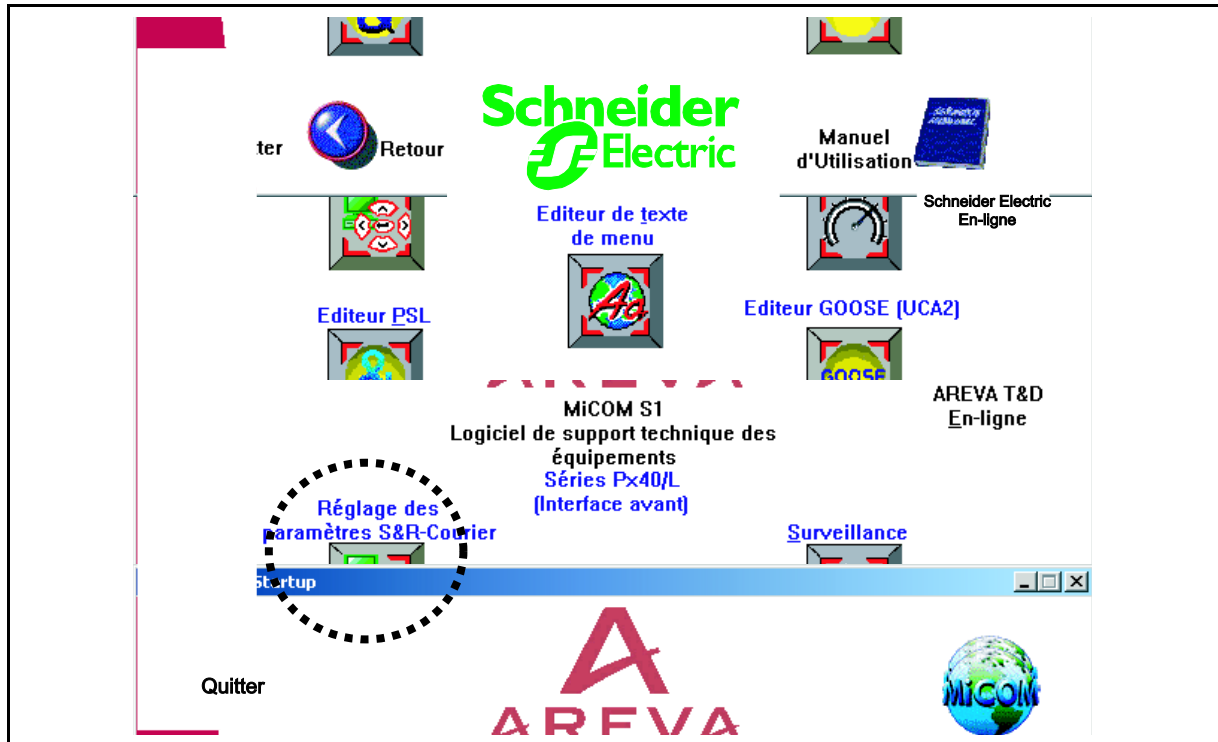 Schneider
Electric
ter
Retour
Manuel
d'Utilisation
Schneider Electric
En-ligne
Editeur de texte
de menu
Editeur PSL
Editeur GOOSE (UCA2)
GOOSE
AREVA
MiCOM S1
Logiciel de support technique des
équipements
Séries Px40/L
(Interface avant)
AREVA T&D
En-ligne
Réglage des
paramètres S&R-Courier
Surveillance
Startup
Quitter
AREVA
MiCOM